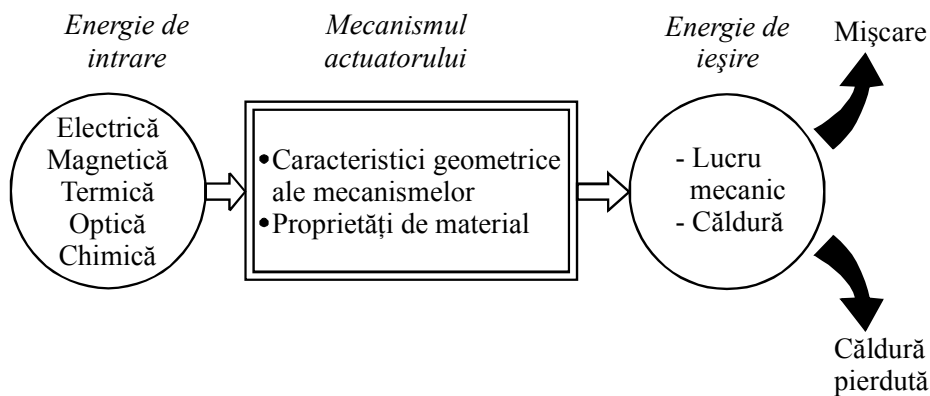 Energie de
intrare
Mecanismul
actuatorului
Energie de
ieşire
Mişcare
Electrică
Magnetică
Termică
Optică
Chimică
•Caracteristici geometrice
ale mecanismelor
•Proprietăți de material
- Lucru
mecanic
- Căldură
Căldură
pierdută